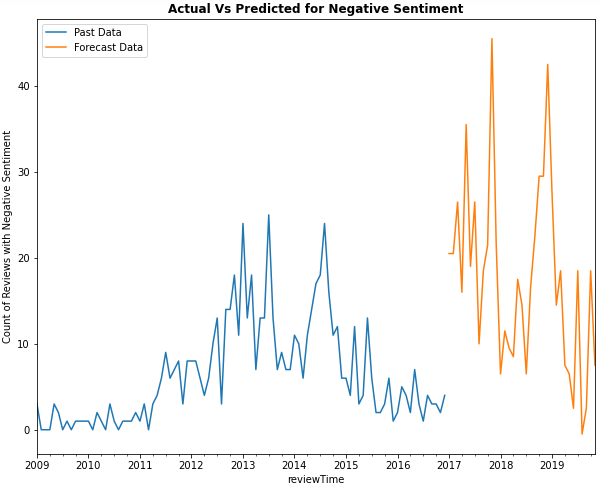 Actual Vs Predicted for Negative Sentiment
Past Data
Forecast Data
Count of Reviews with Negative Sentiment
40
30
20
10
0
2009 2010 2011 2012 2013 2014 2015 2016 2017 2018 2019
reviewTime